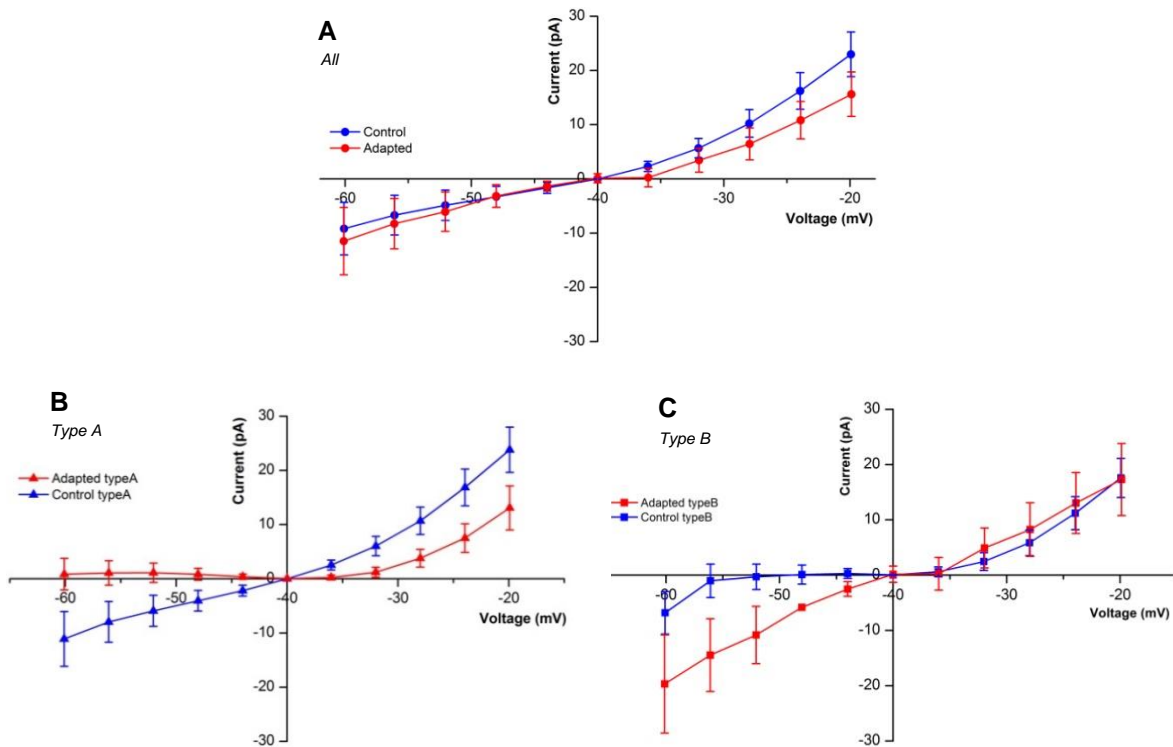 A
All
Current (pA)
30
20
10
0
-10
-20
-30
-60
-50
-40
-30
-20
Voltage (mV)
Control
Adapted
B
Type A
Current (pA)
30
20
10
0
-10
-20
-30
-60
-50
-40
-30
-20
Voltage (mV)
Adapted typeA
Control typeA
C
Type B
Current (pA)
30
20
10
0
-10
-20
-30
-60
-50
-40
-30
-20
Voltage (mV)
Adapted typeB
Control typeB